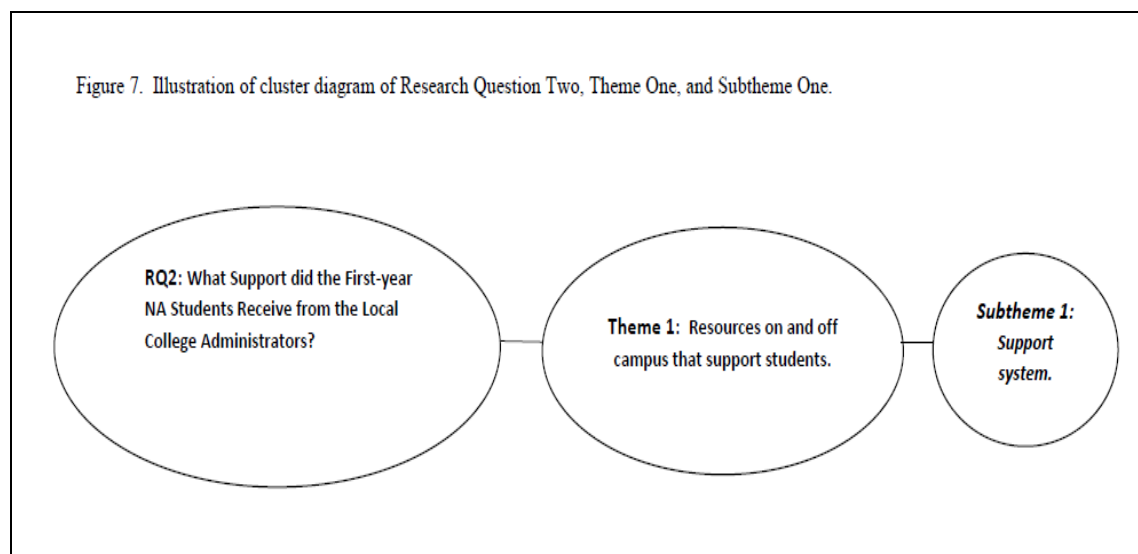 Figure 7. Illustration of cluster diagram of Research Question Two, Theme One, and Subtheme One.
RQ2: What Support did the First-year
NA Students Receive from the Local
College Administrators?
Theme 1: Resources on and off
campus that support students.
Subtheme 1:
Support
system.